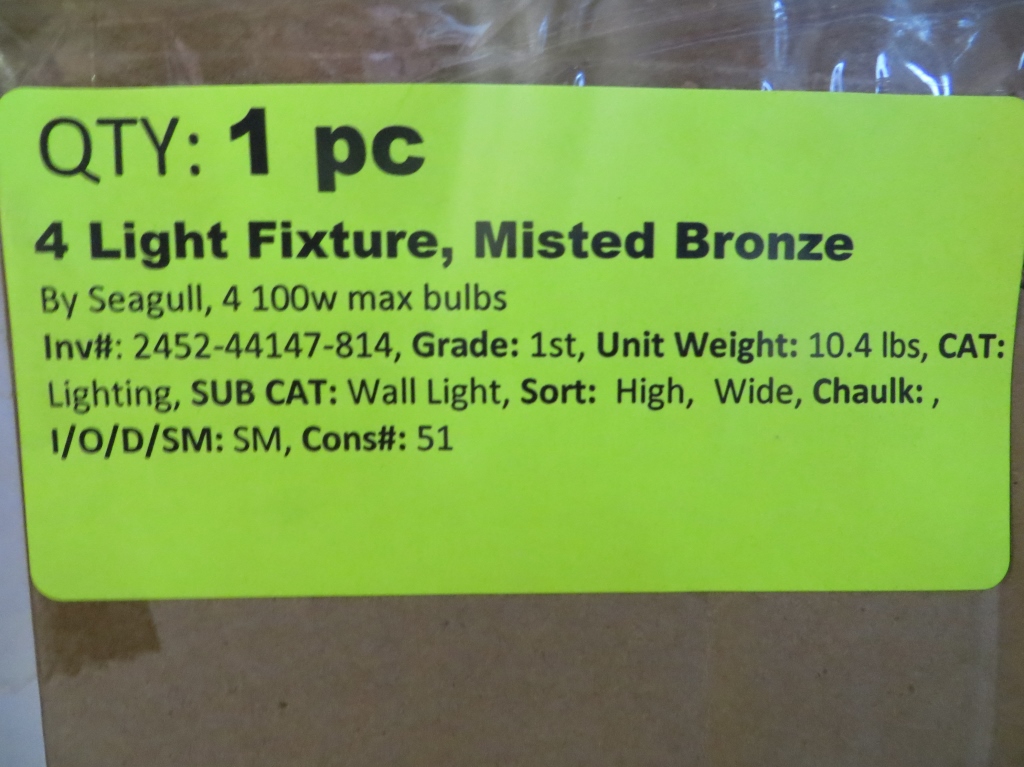 QTY: 1 pc
4 Light Fixture, Misted Bronze
By Seagull, 4 100w max bulbs
Inv#: 2452-44147-814, Grade: 1st, Unit Weight: 10.4 lbs, CAT:
Lighting, SUB CAT: Wall Light, Sort: High, Wide, Chaulk: ,
I/O/D/SM: SM, Cons#: 51